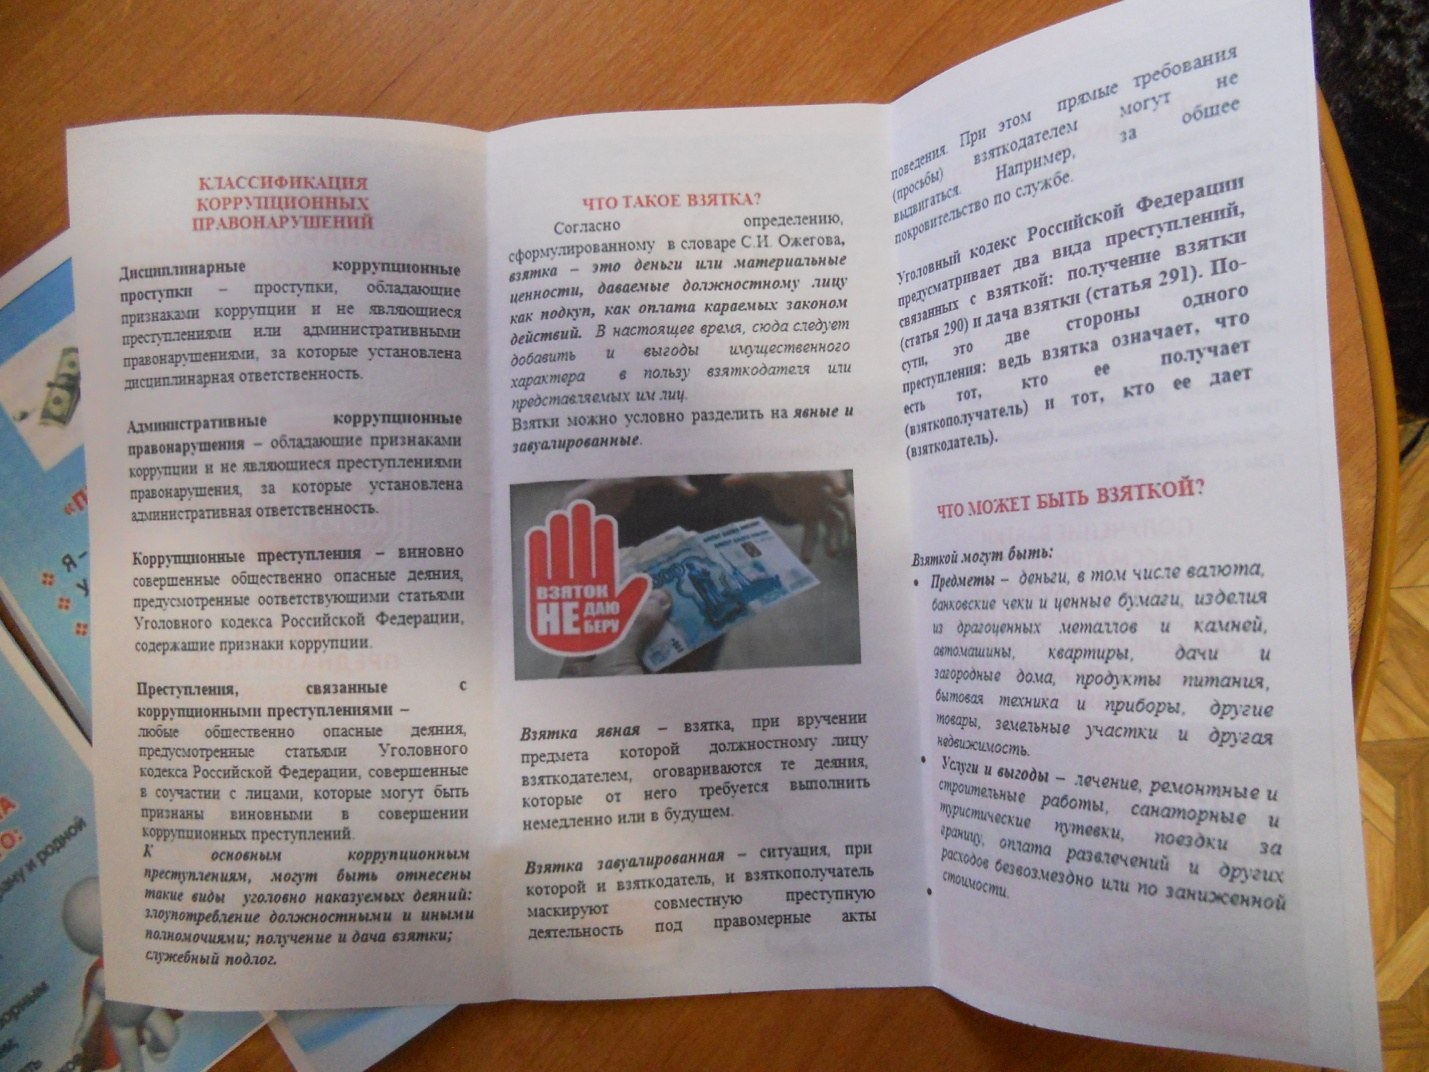 КЛАССИФИКАЦИЯ
КОРРУПЦИОННЫХ
ПРАВОНАРУШЕНИЙ
Дисциплинарные коррупционные
проступки – проступки, обладающие
признаками коррупции и не являющиеся
преступлениями или административными
правонарушениями, за которые установлена
дисциплинарная ответственность.
Административные коррупционные
правонарушения – обладающие признаками
коррупции и не являющиеся преступлениями
правонарушения, за которые установлена
административная ответственность.
Коррупционные преступления – виновно
совершенные общественно опасные деяния,
предусмотренные оответствующими статьями
Уголовного кодекса Российской Федерации,
содержащие признаки коррупции.
Преступления, связанные с
коррупционными преступлениями –
любые общественно опасные деяния,
предусмотренные статьями Уголовного
кодекса Российской Федерации, совершенные
в соучастии с лицами, которые могут быть
признаны виновными в совершении
коррупционных преступлений.
К основным коррупционным
преступлениям, могут быть отнесены
такие виды уголовно наказуемых деяний:
злоупотребление должностными и иными
полномочиями; получение и дача взятки;
служебный подлог.
ЧТО ТАКОЕ ВЗЯТКА?
Согласно определению,
сформулированному в словаре С.И. Ожегова,
взятка – это деньги или материальные
ценности, даваемые должностному лицу
как подкуп, как оплата караемых законом
действий. В настоящее время, сюда следует
добавить и выгоды имущественного
характера в пользу взяткодателя или
представляемых им лиц.
Взятки можно условно разделить на явные и
завуалированные.
ВЗЯТОК
НЕ ДАЮ
БЕРУ
Взятка явная – взятка, при вручении
предмета которой должностному лицу
взяткодателем, оговариваются те деяния,
которые от него требуется выполнить
немедленно или в будущем.
Взятка завуалированная – ситуация, при
которой и взяткодатель, и взяткополучатель
маскируют совместную преступную
деятельность под правомерные акты
поведения. При этом прямые требования
(просьбы) взяткодателем могут не
выдвигаться. Например, за общее
покровительство по службе.
Уголовный кодекс Российской Федерации
предусматривает два вида преступлений,
связанных с взяткой: получение взятки
(статья 290) и дача взятки (статья 291). По-
сути, это две стороны одного
преступления: ведь взятка означает, что
есть тот, кто ее получает
(взяткополучатель) и тот, кто ее дает
(взяткодатель).
ЧТО МОЖЕТ БЫТЬ ВЗЯТКОЙ?
Взяткой могут быть:
• Предметы – деньги, в том числе валюта,
банковские чеки и ценные бумаги, изделия
из драгоценных металлов и камней,
автомашины, квартиры, дачи и
загородные дома, продукты питания,
бытовая техника и приборы, другие
товары, земельные участки и другая
недвижимость.
• Услуги и выгоды – лечение, ремонтные и
строительные работы, санаторные и
туристические путевки, поездки за
границу, оплата развлечений и других
расходов безвозмездно или по заниженной
• стоимости.